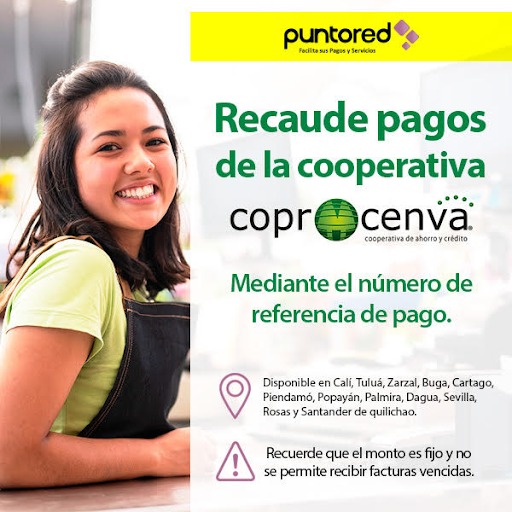 puntored
Facilita sus Pagos y Servicios
Recaude pagos
de la cooperativa
coprocenva®
cooperativa de ahorro y crédito
Mediante el número de
referencia de pago.
Disponible en Calí, Tuluá, Zarzal, Buga, Cartago,
Piendamó, Popayán, Palmira, Dagua, Sevilla,
Rosas y Santander de quilichao.
Recuerde que el monto es fijo y no
se permite recibir facturas vencidas.